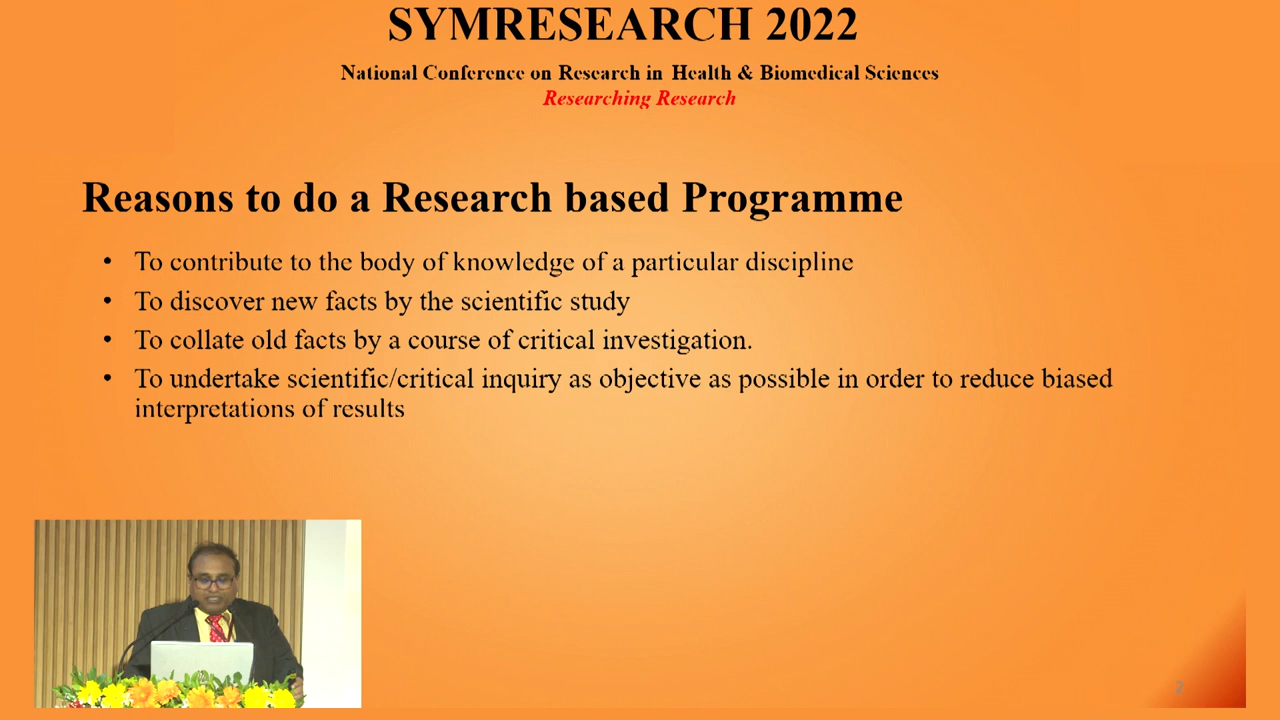 SYMRESEARCH 2022
National Conference on Research in Health & Biomedical Sciences
Researching Research
Reasons to do a Research based Programme
• To contribute to the body of knowledge of a particular discipline
• To discover new facts by the scientific study
• To collate old facts by a course of critical investigation.
• To undertake scientific/critical inquiry as objective as possible in order to reduce biased
interpretations of results
2